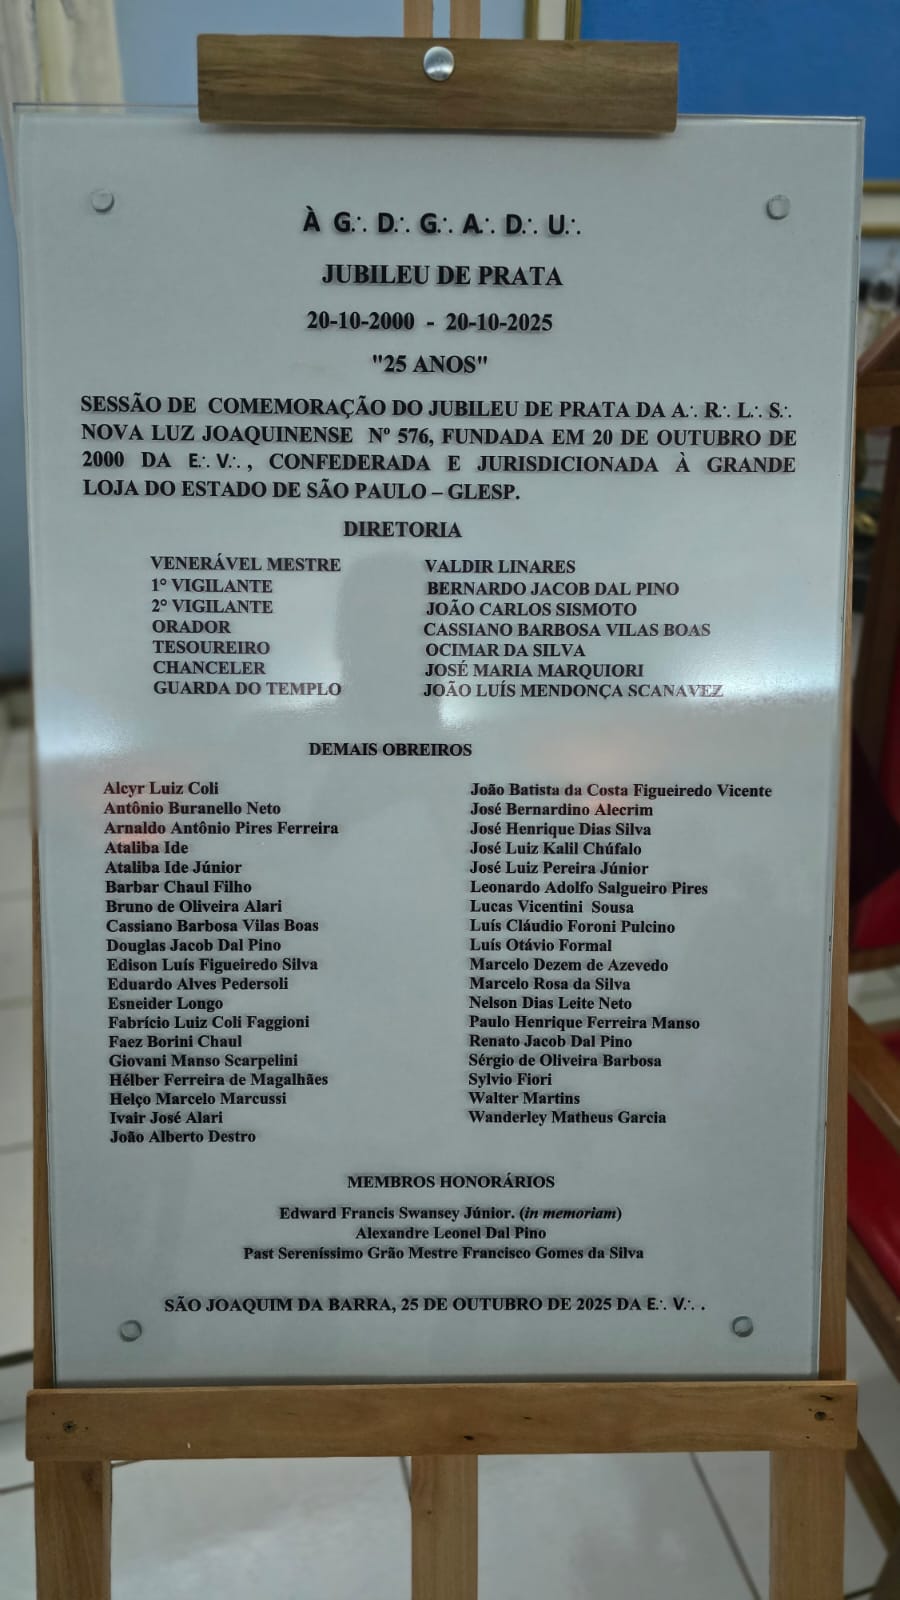 À G∴ D∴ G∴ A∴ D∴ U∴
JUBILEU DE PRATA
20-10-2000 - 20-10-2025
"25 ANOS"
SESSÃO DE COMEMORAÇÃO DO JUBILEU DE PRATA DA A∴ R∴ L∴ S∴
NOVA LUZ JOAQUINENSE Nº 576, FUNDADA EM 20 DE OUTUBRO DE
2000 DA E∴ V∴, CONFEDERADA E JURISDICIONADA À GRANDE
LOJA DO ESTADO DE SÃO PAULO – GLESP.
DIRETORIA
VENERÁVEL MESTRE VALDIR LINARES
1° VIGILANTE BERNARDO JACOB DAL PINO
2° VIGILANTE JOÃO CARLOS SISMOTO
ORADOR CASSIANO BARBOSA VILAS BOAS
TESOUREIRO OCIMAR DA SILVA
CHANCELER JOSÉ MARIA MARQUIORI
GUARDA DO TEMPLO JOÃO LUÍS MENDONÇA SCANAVEZ
DEMAIS OBREIROS
Alcyr Luiz Coli
Antônio Buranello Neto
Arnaldo Antônio Pires Ferreira
Ataliba Ide
Ataliba Ide Júnior
Barbar Chaul Filho
Bruno de Oliveira Alari
Cassiano Barbosa Vilas Boas
Douglas Jacob Dal Pino
Edison Luís Figueiredo Silva
Eduardo Alves Pedersoli
Esneider Longo
Fabrício Luiz Coli Faggioni
Faez Borini Chaul
Giovani Manso Scarpelini
Hélber Ferreira de Magalhães
Helço Marcelo Marcussi
Ivair José Alari
João Alberto Destro
João Batista da Costa Figueiredo Vicente
José Bernardino Alecrim
José Henrique Dias Silva
José Luiz Kalil Chúfalo
José Luiz Pereira Júnior
Leonardo Adolfo Salgueiro Pires
Lucas Vicentini Sousa
Luís Cláudio Foroni Pulcino
Luís Otávio Formal
Marcelo Dezem de Azevedo
Marcelo Rosa da Silva
Nelson Dias Leite Neto
Paulo Henrique Ferreira Manso
Renato Jacob Dal Pino
Sérgio de Oliveira Barbosa
Sylvio Fiori
Walter Martins
Wanderley Matheus Garcia
MEMBROS HONORÁRIOS
Edward Francis Swansey Júnior. (in memoriam)
Alexandre Leonel Dal Pino
Past Sereníssimo Grão Mestre Francisco Gomes da Silva
SÃO JOAQUIM DA BARRA, 25 DE OUTUBRO DE 2025 DA E∴ V∴ .